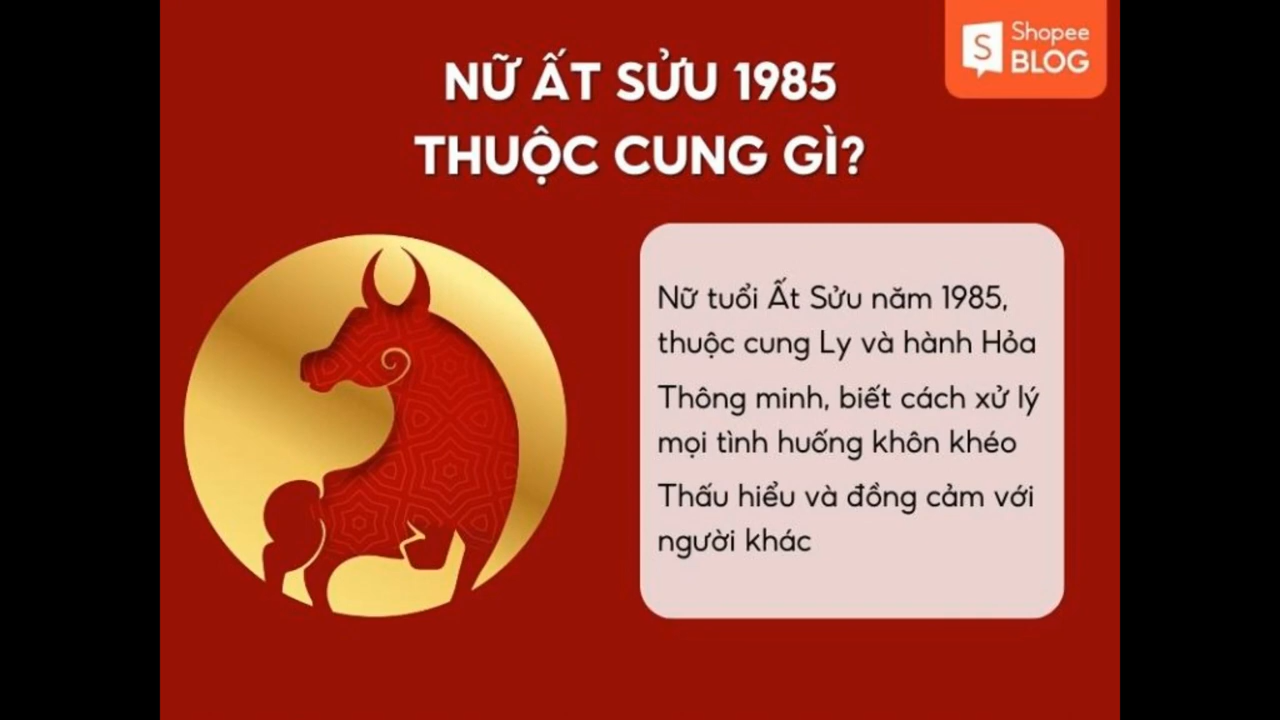 Shopee
BLOG
NỮ ẤT SỬU 1985
THUỘC CUNG GÌ?
Nữ tuổi Ất Sửu năm 1985,
thuộc cung Ly và hành Hỏa
Thông minh, biết cách xử lý
mọi tình huống khôn khéo
Thấu hiểu và đồng cảm với
người khác